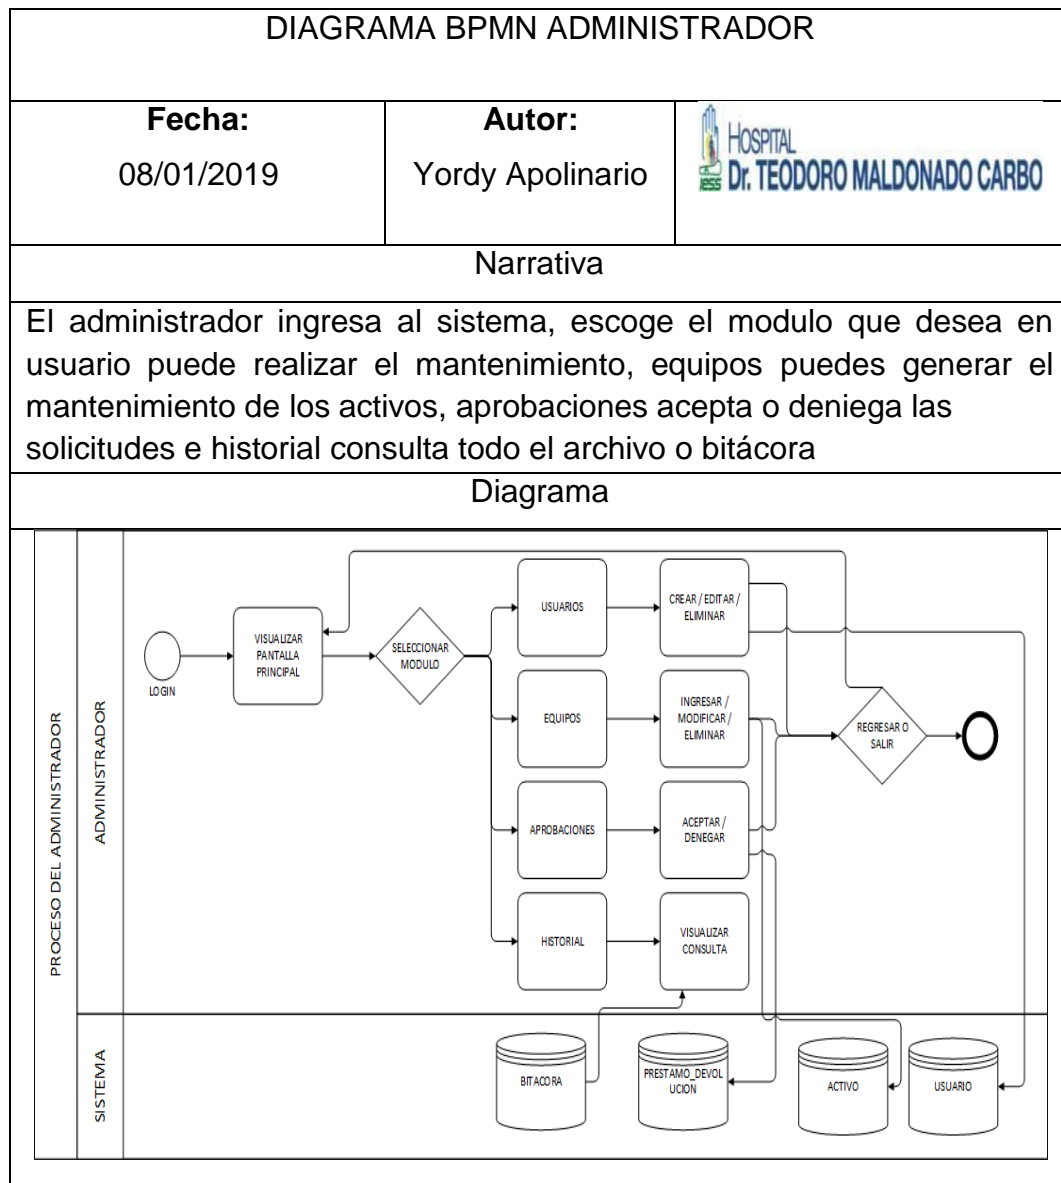 DIAGRAMA BPMN ADMINISTRADOR
Fecha:
08/01/2019
Autor:
Yordy Apolinario
HOSPITAL
Dr. TEODORO MALDONADO CARBO
IESS
Narrativa
El administrador ingresa al sistema, escoge el modulo que desea en
usuario puede realizar el mantenimiento, equipos puedes generar el
mantenimiento de los activos, aprobaciones acepta o deniega las
solicitudes e historial consulta todo el archivo o bitácora
Diagrama
PROCESO DEL ADMINISTRADOR
ADMINISTRADOR
LOGIN
VISUALIZAR
PANTALLA
PRINCIPAL
SELECCIONAR
MODULO
USUARIOS
CREAR / EDITAR /
ELIMINAR
EQUIPOS
INGRESAR /
MODIFICAR /
ELIMINAR
REGRESAR O
SALIR
APROBACIONES
ACEPTAR /
DENEGAR
HISTORIAL
VISUALIZAR
CONSULTA
SISTEMA
BITACORA
PRESTAMO_DEVOL
UCION
ACTIVO
USUARIO